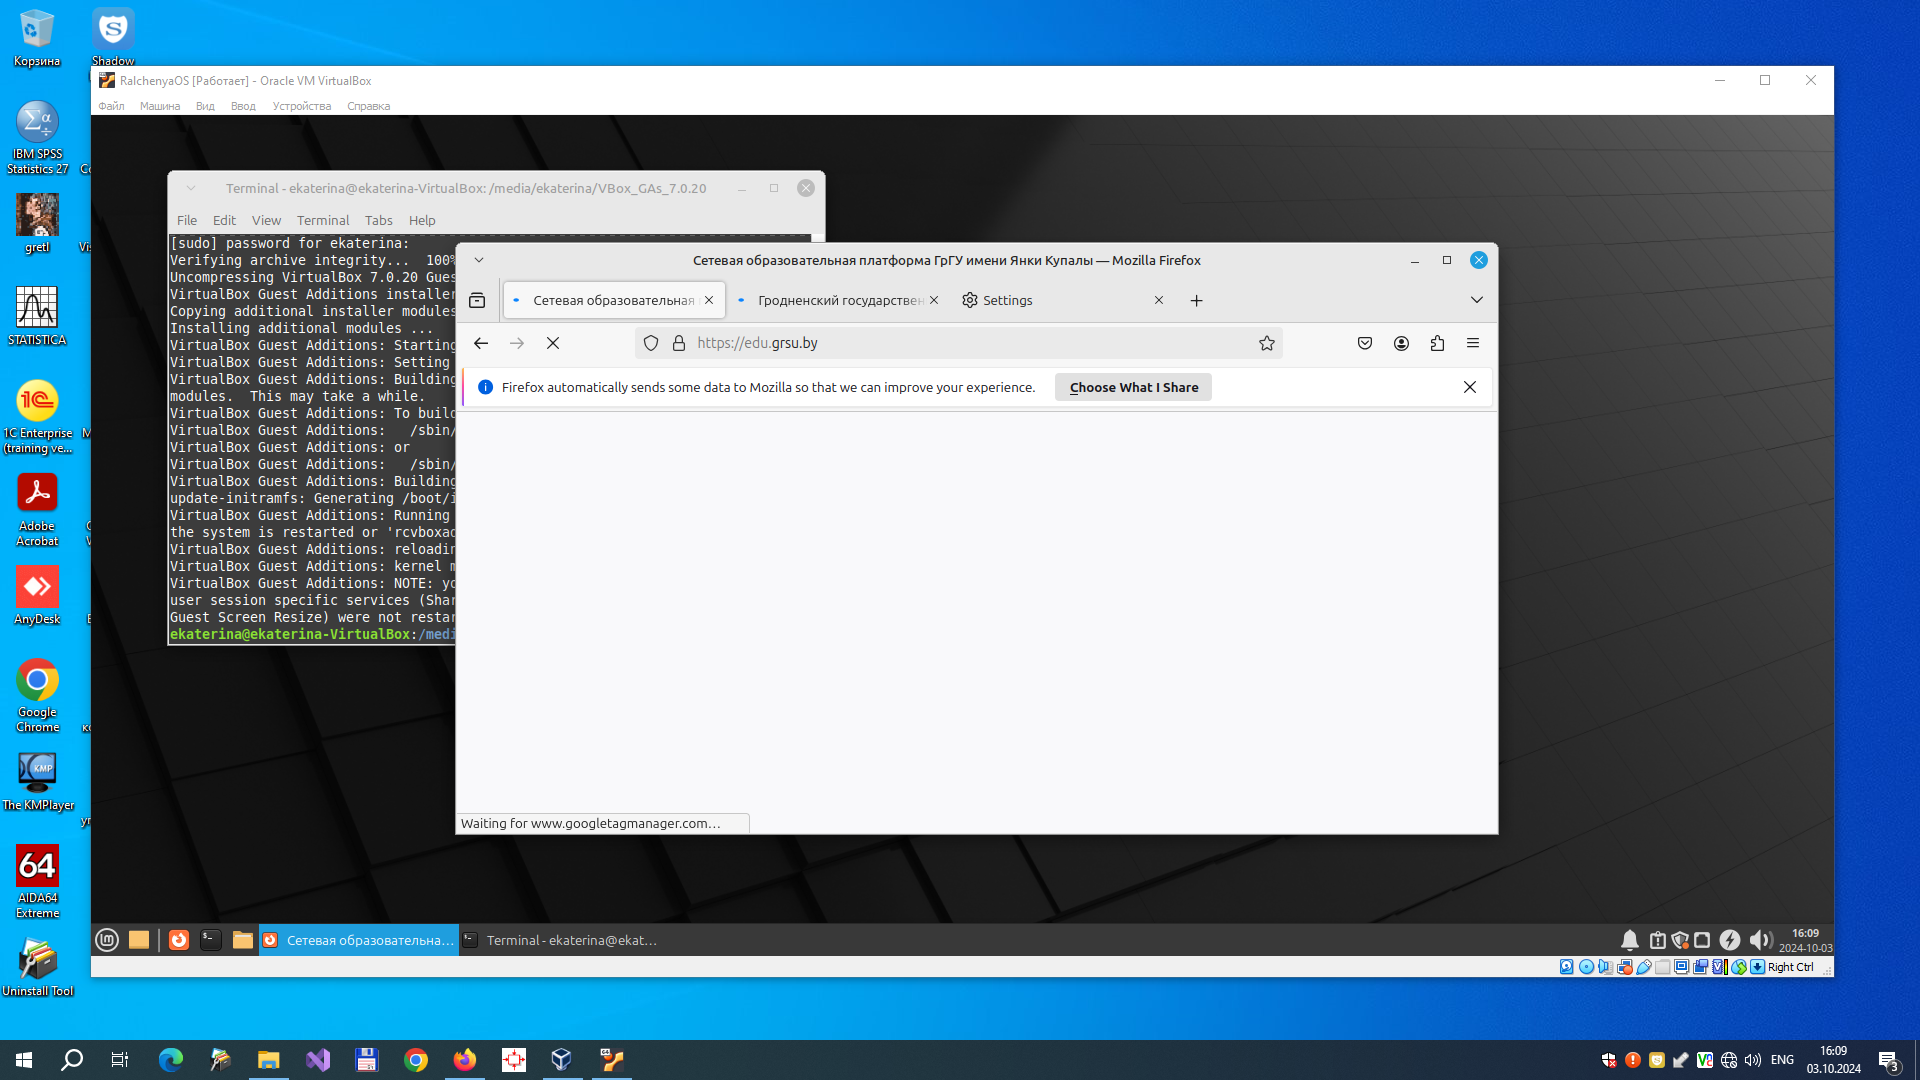 Корзина
Shadow
IBM SPSS
Statistics 27
gretl
STATISTICA
1C Enterprise
(training ve...
Adobe
Acrobat
AnyDesk
Google
Chrome
The KMPlayer
AIDA64
Extreme
Uninstall Tool
RalchenyaOS [Работает] - Oracle VM VirtualBox
Файл Машина Вид Ввод Устройства Справка
Terminal - ekaterina@ekaterina-VirtualBox: /media/ekaterina/VBox_GAs_7.0.20
File Edit View Terminal Tabs Help
[sudo] password for ekaterina:
Verifying archive integrity... 100%
Uncompressing VirtualBox 7.0.20 Gues
VirtualBox Guest Additions installer
Copying additional installer modules
Installing additional modules ...
VirtualBox Guest Additions: Starting
VirtualBox Guest Additions: Setting
VirtualBox Guest Additions: Building
modules. This may take a while.
VirtualBox Guest Additions: To build
VirtualBox Guest Additions: /sbin/
VirtualBox Guest Additions: or
VirtualBox Guest Additions: /sbin/
VirtualBox Guest Additions: Building
update-initramfs: Generating /boot/i
VirtualBox Guest Additions: Running
the system is restarted or 'rcvboxad
VirtualBox Guest Additions: reloadin
VirtualBox Guest Additions: kernel m
VirtualBox Guest Additions: NOTE: yo
user session specific services (Shar
Guest Screen Resize) were not restar
ekaterina@ekaterina-VirtualBox:/medi
Сетевая образовательная платформа ГрГУ имени Янки Купалы — Mozilla Firefox
Сетевая образовательная
Гродненский государствен
Settings
https://edu.grsu.by
Firefox automatically sends some data to Mozilla so that we can improve your experience.
Choose What I Share
Waiting for www.googletagmanager.com…
Сетевая образовательна...
Terminal - ekaterina@ekat...
16:09
2024-10-03
Right Ctrl
ENG
16:09
03.10.2024
3